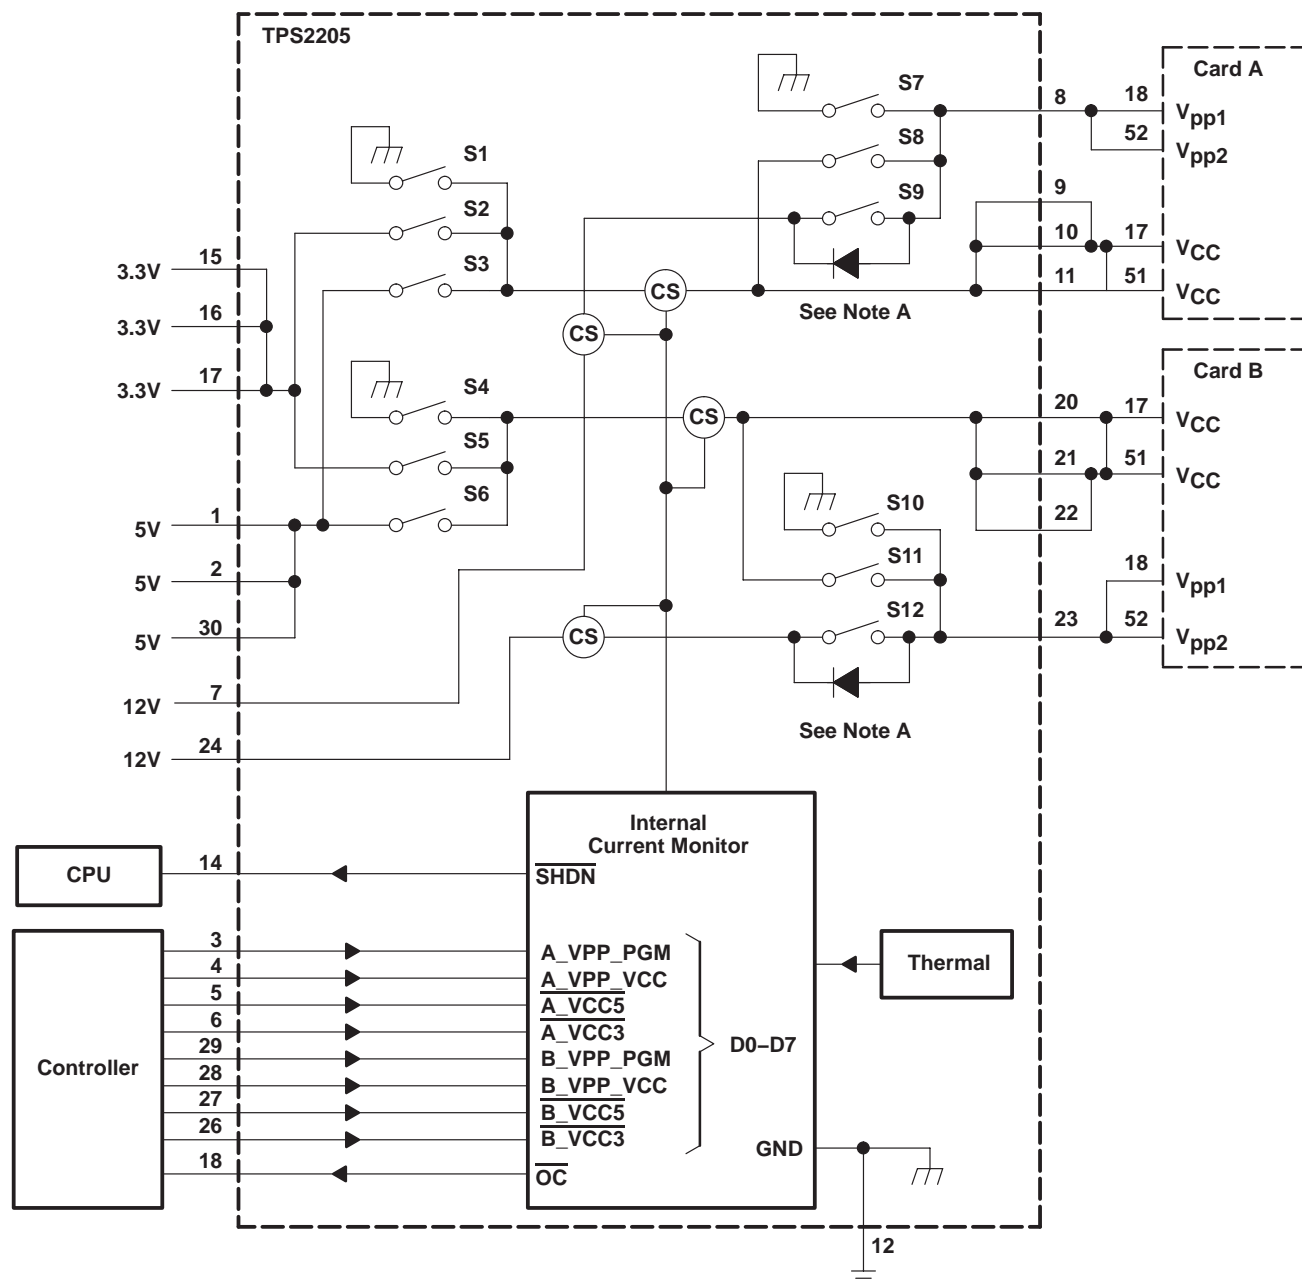 TPS2205
Card A
S7
8
18
Vpp1
S8
52
Vpp2
S1
S9
9
S2
10
17
VCC
S3
11
51
VCC
CS
See Note A
CS
3.3V
15
3.3V
16
3.3V
17
Card B
S4
20
17
VCC
CS
S5
21
51
VCC
S6
22
5V
1
S10
5V
2
S11
18
Vpp1
5V
30
S12
CS
23
52
Vpp2
12V
7
See Note A
12V
24
Internal
Current Monitor
CPU
14
SHDN
Controller
3
A_VPP_PGM
4
A_VPP_VCC
5
A_VCC5
6
A_VCC3
29
B_VPP_PGM
28
B_VPP_VCC
27
B_VCC5
26
B_VCC3
18
OC
D0–D7
Thermal
GND
12